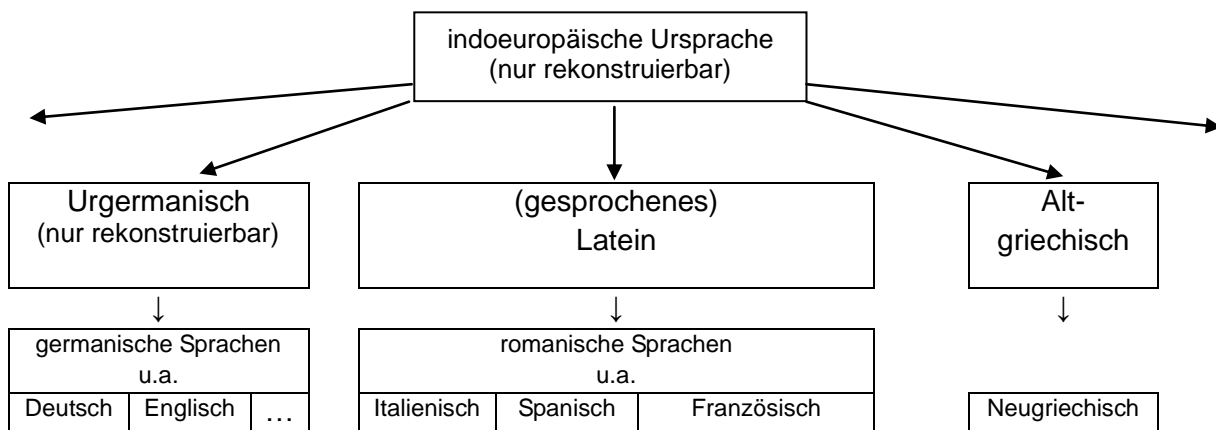 indoeuropäische Ursprache
(nur rekonstruierbar)
Urgermanisch
(nur rekonstruierbar)
(gesprochenes)
Latein
Alt-
griechisch
↓
↓
↓
germanische Sprachen
u.a.
romanische Sprachen
u.a.
Deutsch
Englisch
…
Italienisch
Spanisch
Französisch
Neugriechisch